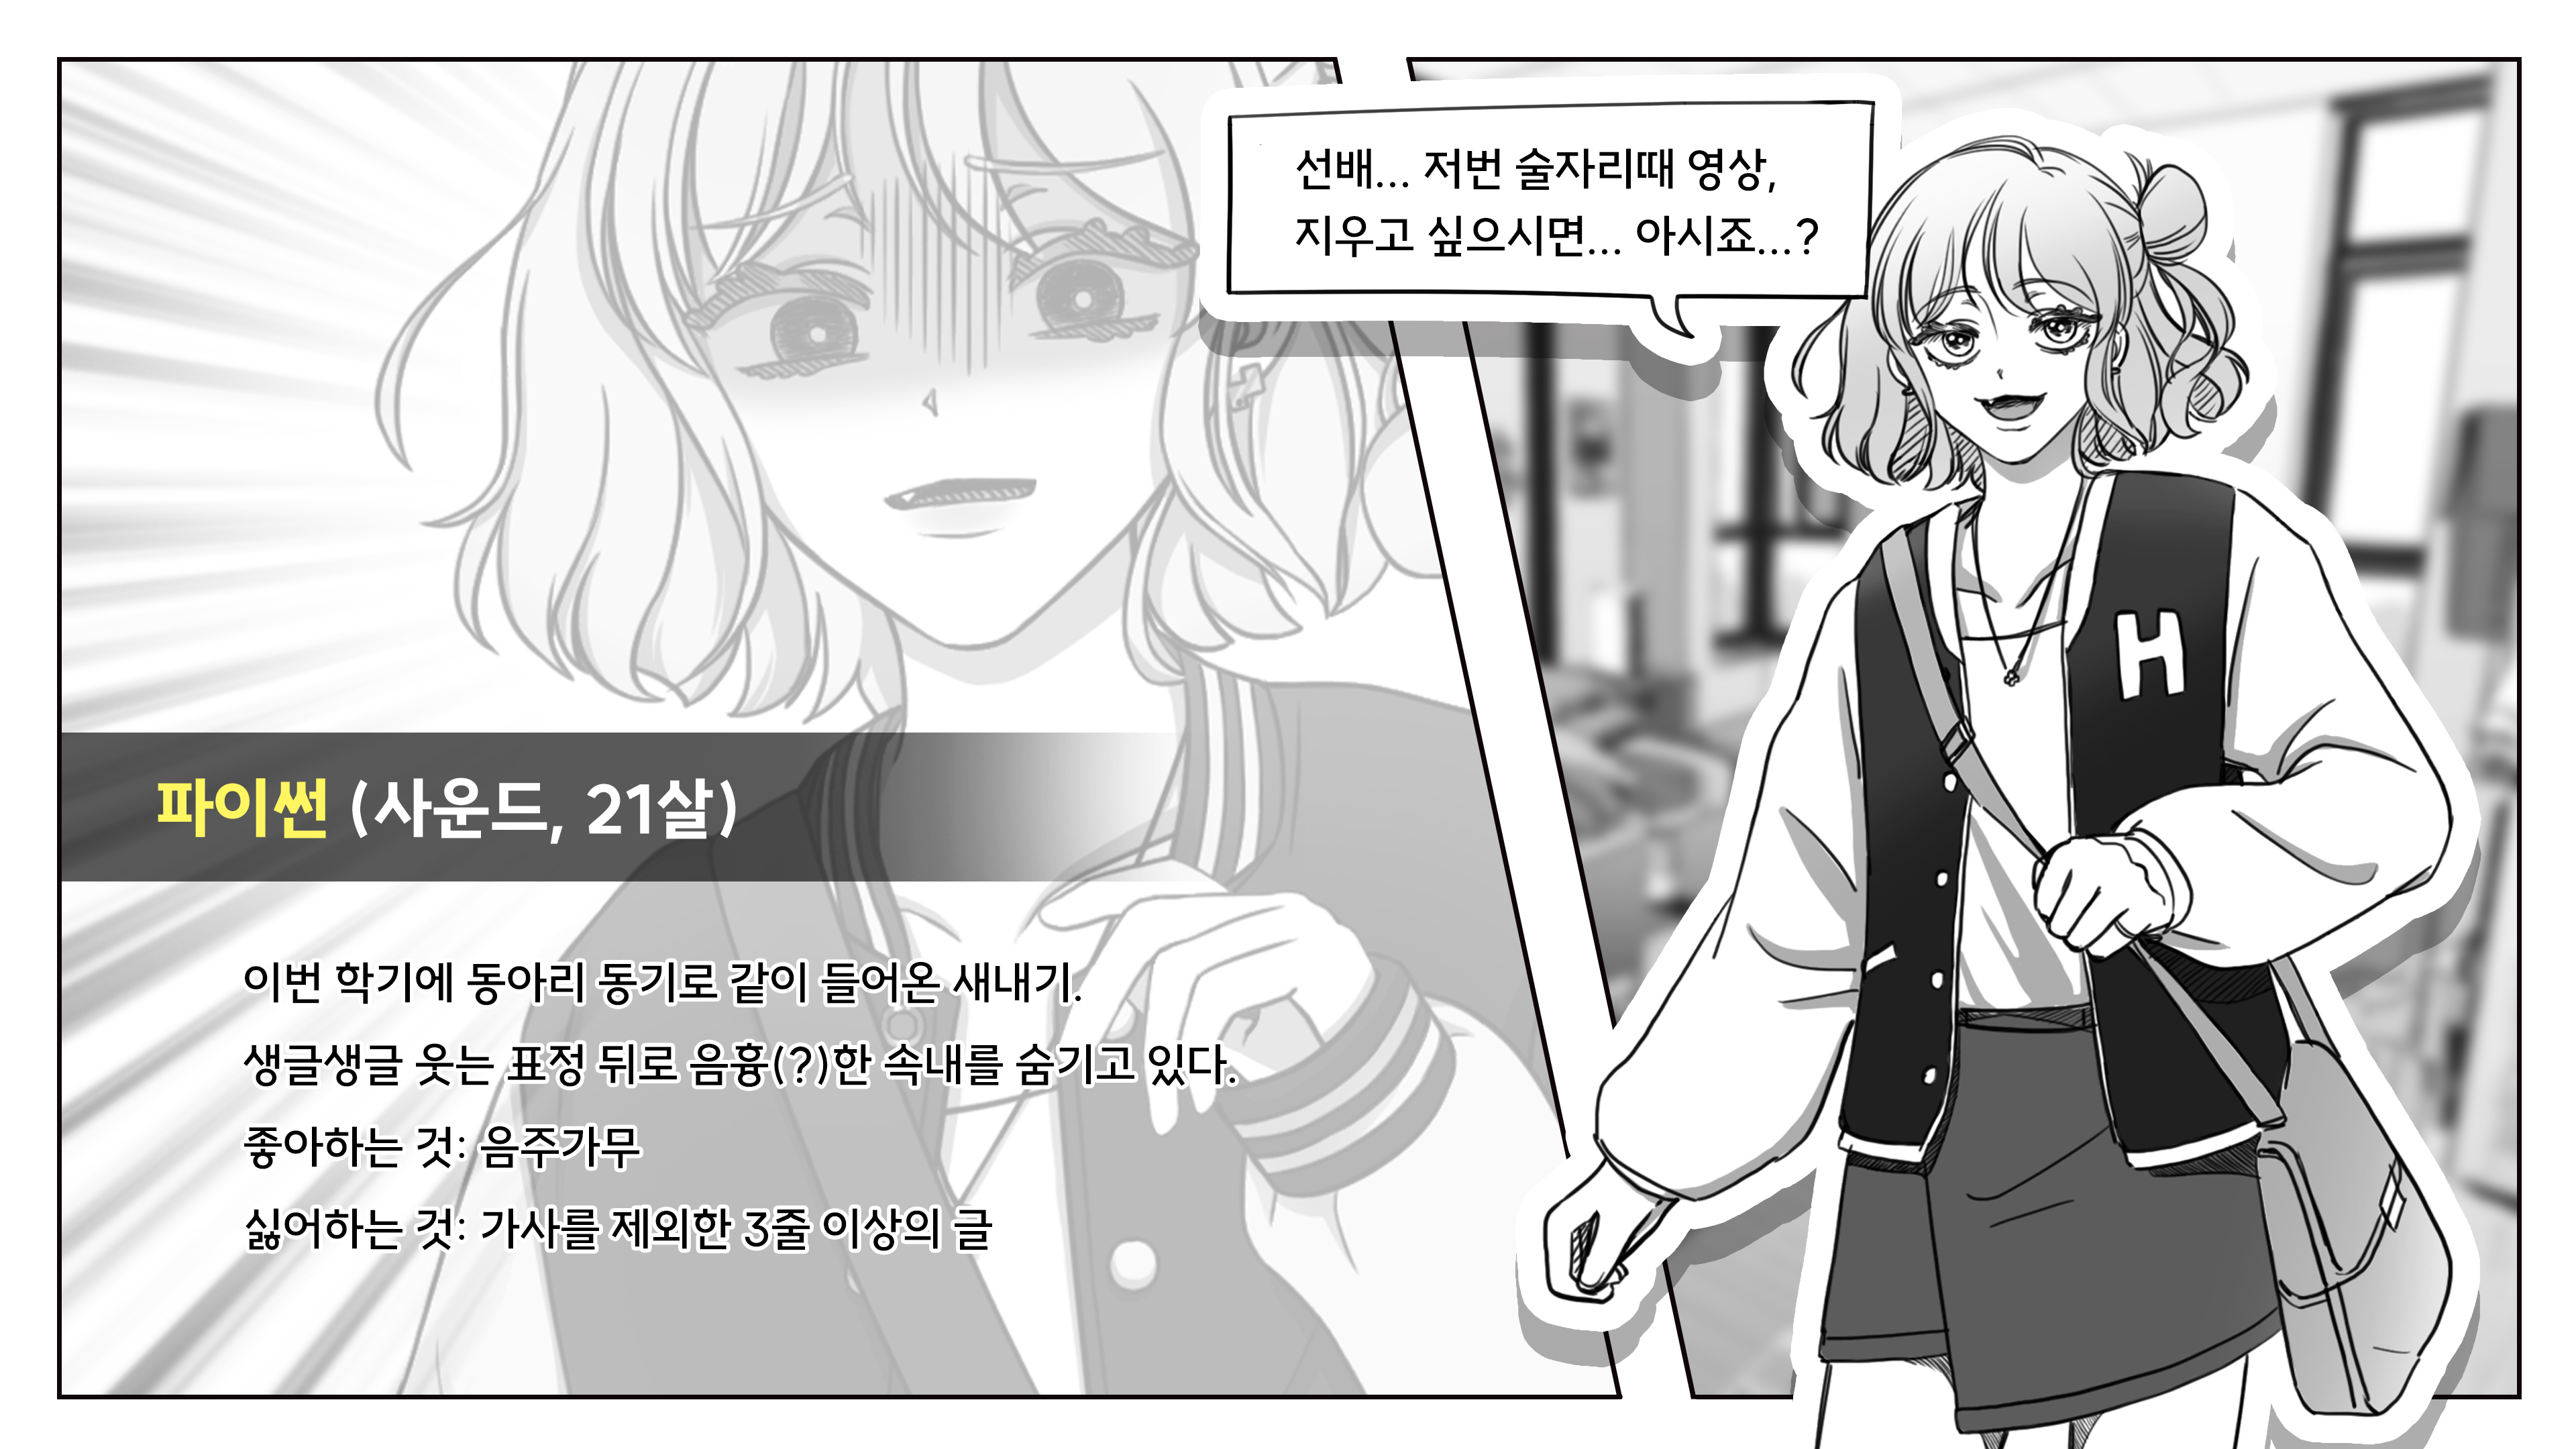 선배... 저번 술자리때 영상,
지우고 싶으시면... 아시죠...?
H
파이썬 (사운드, 21살)
이번 학기에 동아리 동기로 같이 들어온 새내기.
생글생글 웃는 표정 뒤로 음흉(?)한 속내를 숨기고 있다.
좋아하는 것: 음주가무
싫어하는 것: 가사를 제외한 3줄 이상의 글